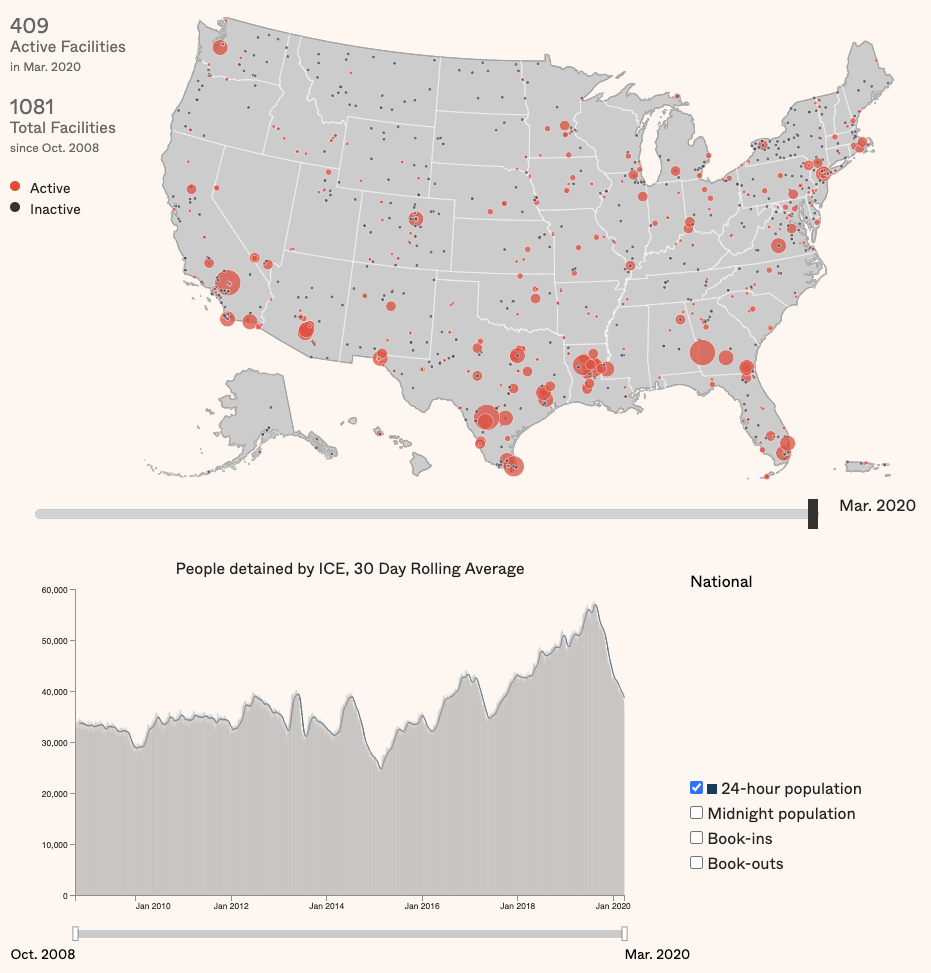 409
Active Facilities
in Mar. 2020
1081
Total Facilities
since Oct. 2008
Active
Inactive
Mar. 2020
People detained by ICE, 30 Day Rolling Average
National
60,000
50,000
40,000
30,000
20,000
10,000
0
Jan 2010 Jan 2012 Jan 2014 Jan 2016 Jan 2018 Jan 2020
24-hour population
Midnight population
Book-ins
Book-outs
Oct. 2008 Mar. 2020